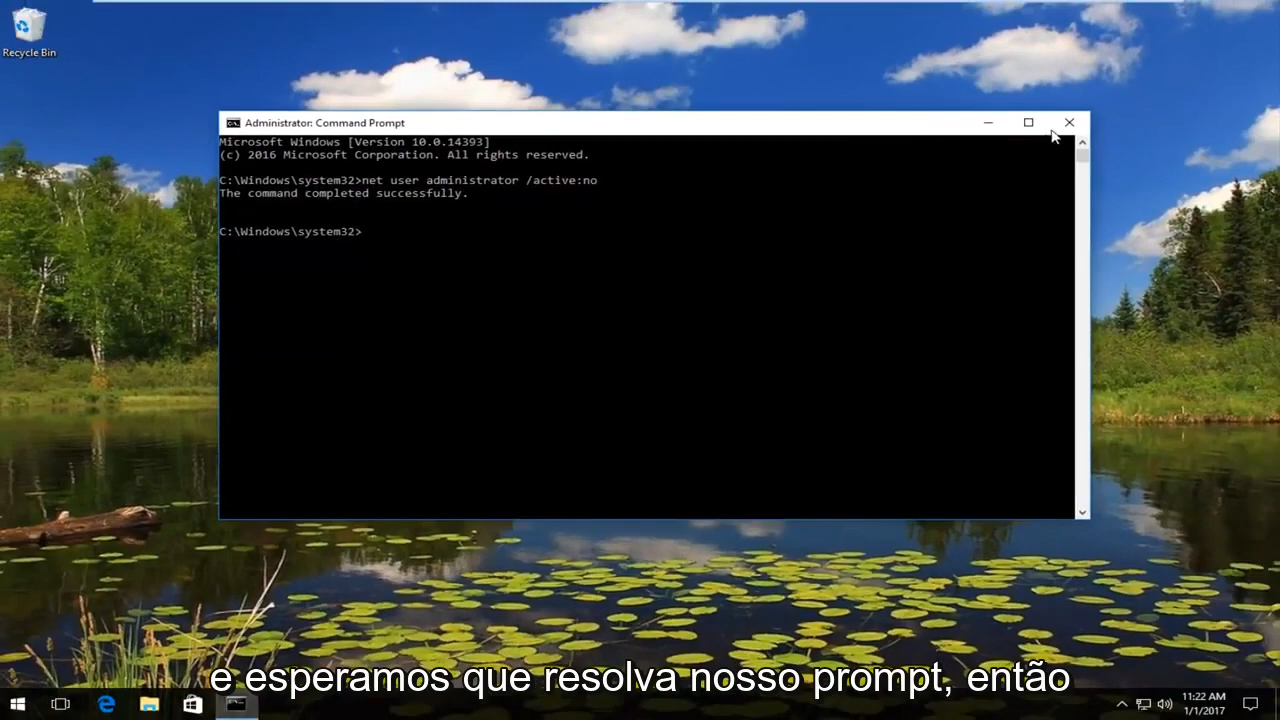 Recycle Bin
Administrator: Command Prompt
Microsoft Windows [Version 10.0.14393]
(c) 2016 Microsoft Corporation. All rights reserved.
C:\Windows\system32>net user administrator /active:no
The command completed successfully.
C:\Windows\system32>
e esperamos que resolva nosso prompt, então
11:22 AM
1/1/2017